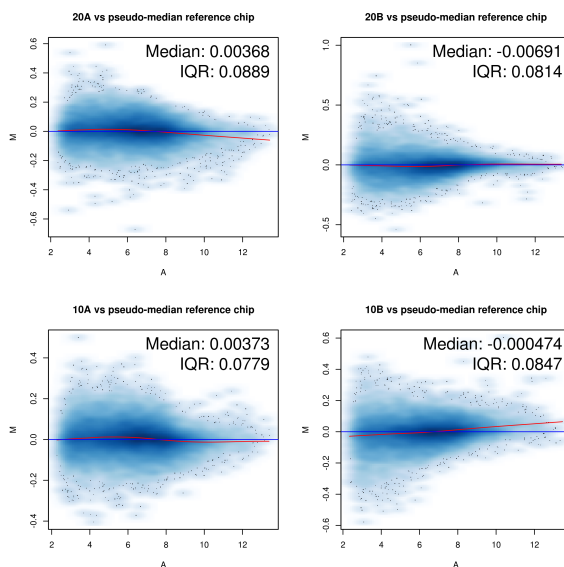 20A vs pseudo-median reference chip
Median: 0.00368
IQR: 0.0889
0.6
0.4
0.2
0.0
-0.2
-0.4
-0.6
M
2 4 6 8 10 12
A
20B vs pseudo-median reference chip
Median: -0.00691
IQR: 0.0814
1.0
0.5
0.0
-0.5
M
2 4 6 8 10 12
A
10A vs pseudo-median reference chip
Median: 0.00373
IQR: 0.0779
0.4
0.2
0.0
-0.2
-0.4
M
2 4 6 8 10 12
A
10B vs pseudo-median reference chip
Median: -0.000474
IQR: 0.0847
0.6
0.4
0.2
0.0
-0.2
-0.4
-0.6
M
2 4 6 8 10 12
A